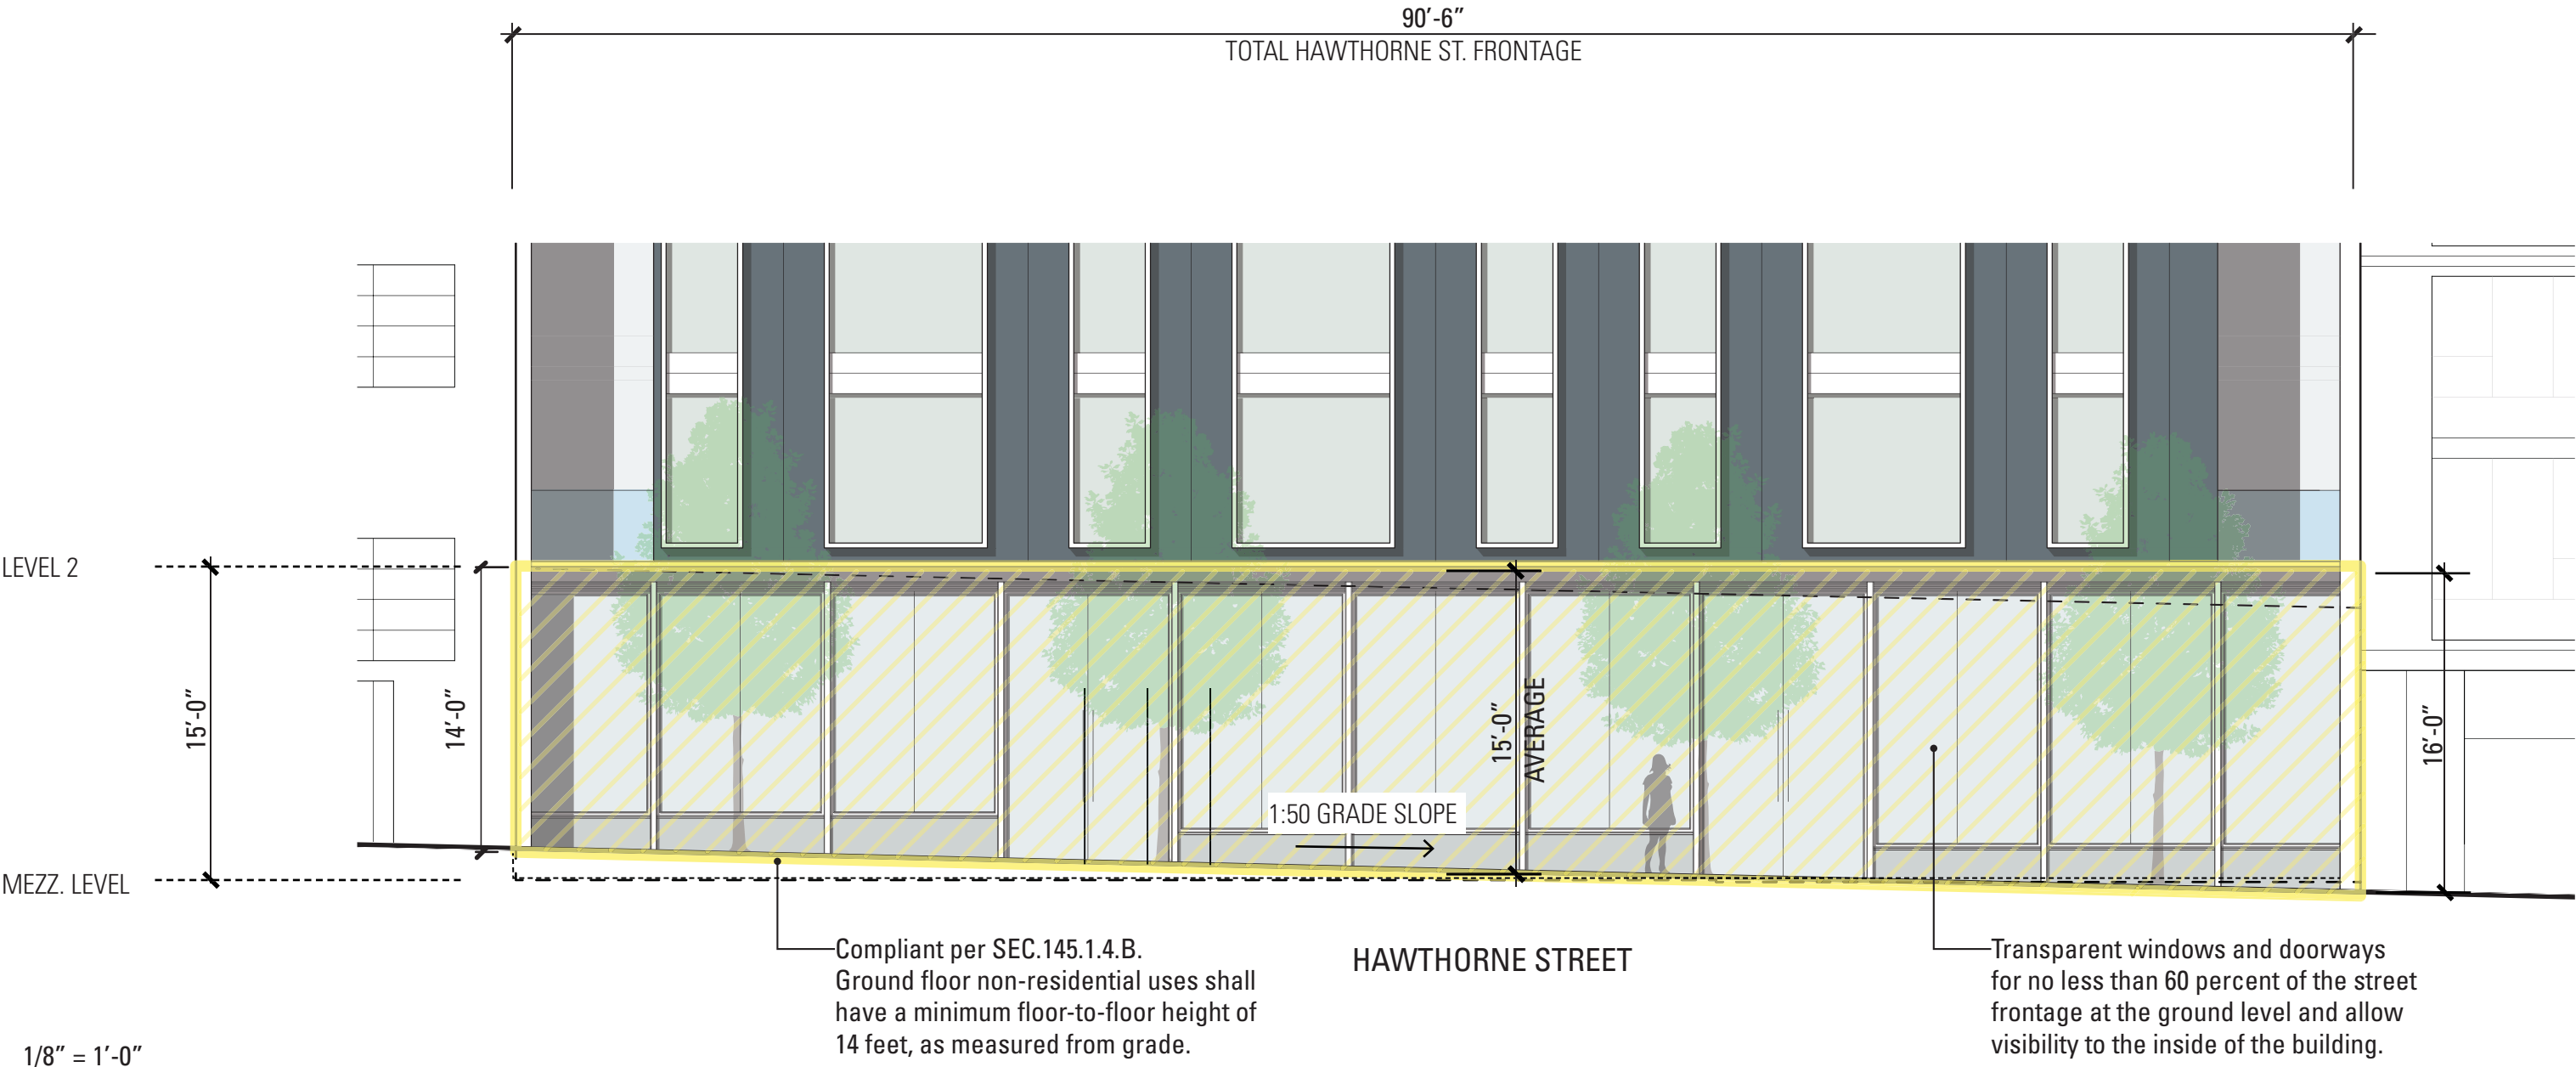 90′-6″
TOTAL HAWTHORNE ST. FRONTAGE
LEVEL 2
15′-0″
14′-0″
15′-0″
AVERAGE
16′-0″
1:50 GRADE SLOPE
MEZZ. LEVEL
Compliant per SEC.145.1.4.B.
Ground floor non-residential uses shall
have a minimum floor-to-floor height of
14 feet, as measured from grade.
HAWTHORNE STREET
Transparent windows and doorways
for no less than 60 percent of the street
frontage at the ground level and allow
visibility to the inside of the building.
1/8″ = 1′-0″